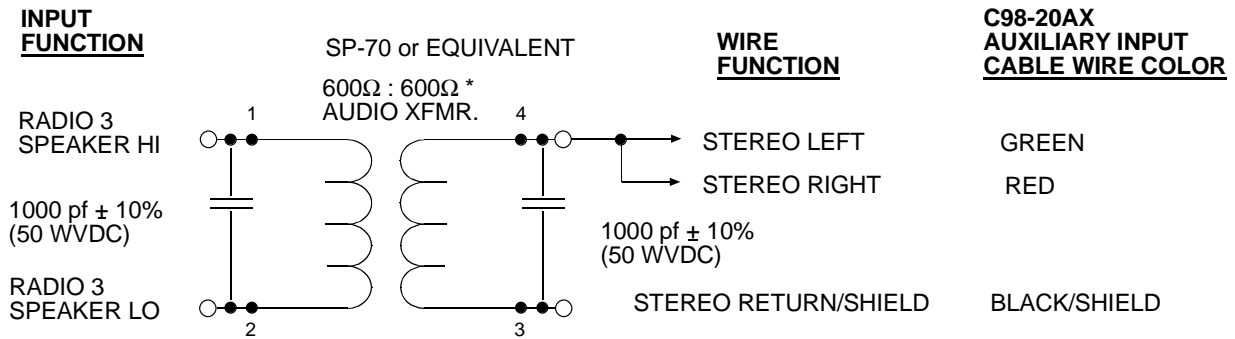 INPUT
FUNCTION
SP-70 or EQUIVALENT
600Ω : 600Ω *
AUDIO XFMR.
WIRE
FUNCTION
C98-20AX
AUXILIARY INPUT
CABLE WIRE COLOR
RADIO 3
SPEAKER HI
1
4
STEREO LEFT
GREEN
STEREO RIGHT
RED
1000 pf ± 10%
(50 WVDC)
1000 pf ± 10%
(50 WVDC)
RADIO 3
SPEAKER LO
2
3
STEREO RETURN/SHIELD
BLACK/SHIELD